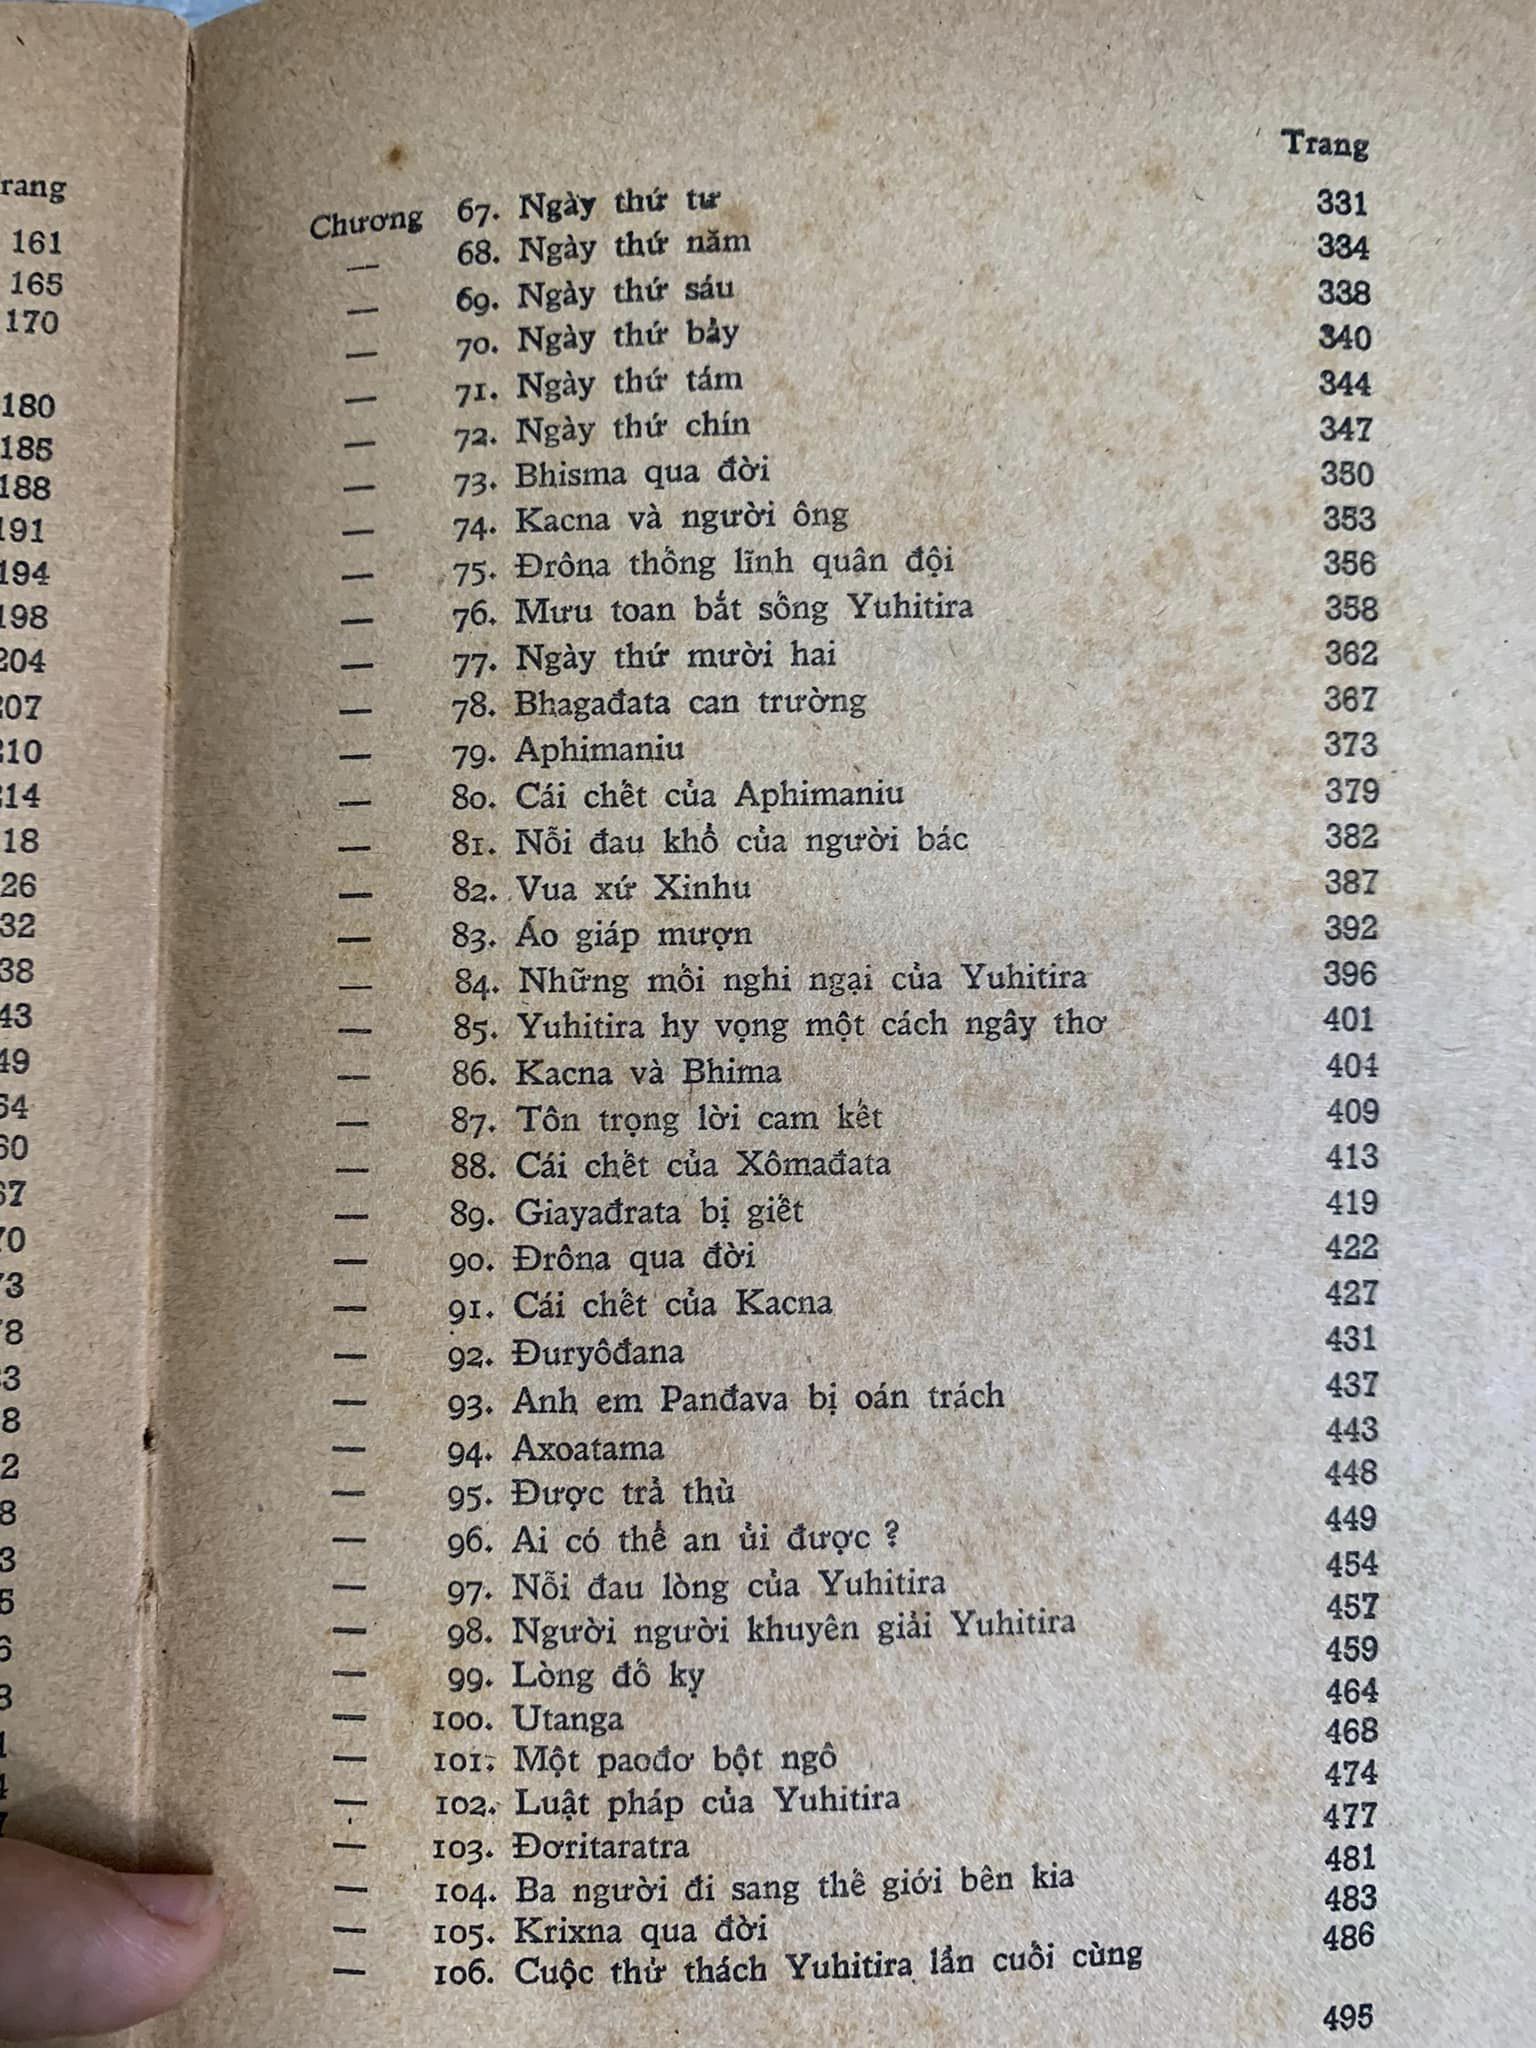 161
165
170
180
185
188
191
194
198
Trang
Chương 67. Ngày thứ tư 331
— 68. Ngày thứ năm 334
— 69. Ngày thứ sáu 338
— 70. Ngày thứ bảy 340
— 71. Ngày thứ tám 344
— 72. Ngày thứ chín 347
— 73. Bhisma qua đời 350
— 74. Kacna và người ông 353
— 75. Đrôna thống lĩnh quân đội 356
— 76. Mưu toan bắt sống Yuhitira 358
— 77. Ngày thứ mười hai 362
— 78. Bhagađata can trường 367
— 79. Aphimaniu 373
— 80. Cái chết của Aphimaniu 379
— 81. Nỗi đau khổ của người bác 382
— 82. Vua xứ Xinhu 387
— 83. Áo giáp mượn 392
— 84. Những mối nghi ngại của Yuhitira 396
— 85. Yuhitira hy vọng một cách ngây thơ 401
— 86. Kacna và Bhima 404
— 87. Tôn trọng lời cam kết 409
— 88. Cái chết của Xômađata 413
— 89. Giayađrata bị giết 419
— 90. Đrôna qua đời 422
— 91. Cái chết của Kacna 427
— 92. Đuryôđana 431
— 93. Anh em Panđava bị oán trách 437
— 94. Axoatama 443
— 95. Được trả thù 448
— 96. Ai có thể an ủi được ? 449
— 97. Nỗi đau lòng của Yuhitira 454
— 98. Người người khuyên giải Yuhitira 457
— 99. Lòng đố kỵ 459
— 100. Utanga 464
— 101. Một paođơ bột ngô 468
— 102. Luật pháp của Yuhitira 474
— 103. Đơritaratra 477
— 104. Ba người đi sang thế giới bên kia 481
— 105. Krixna qua đời 483
— 106. Cuộc thử thách Yuhitira lần cuối cùng 486
495